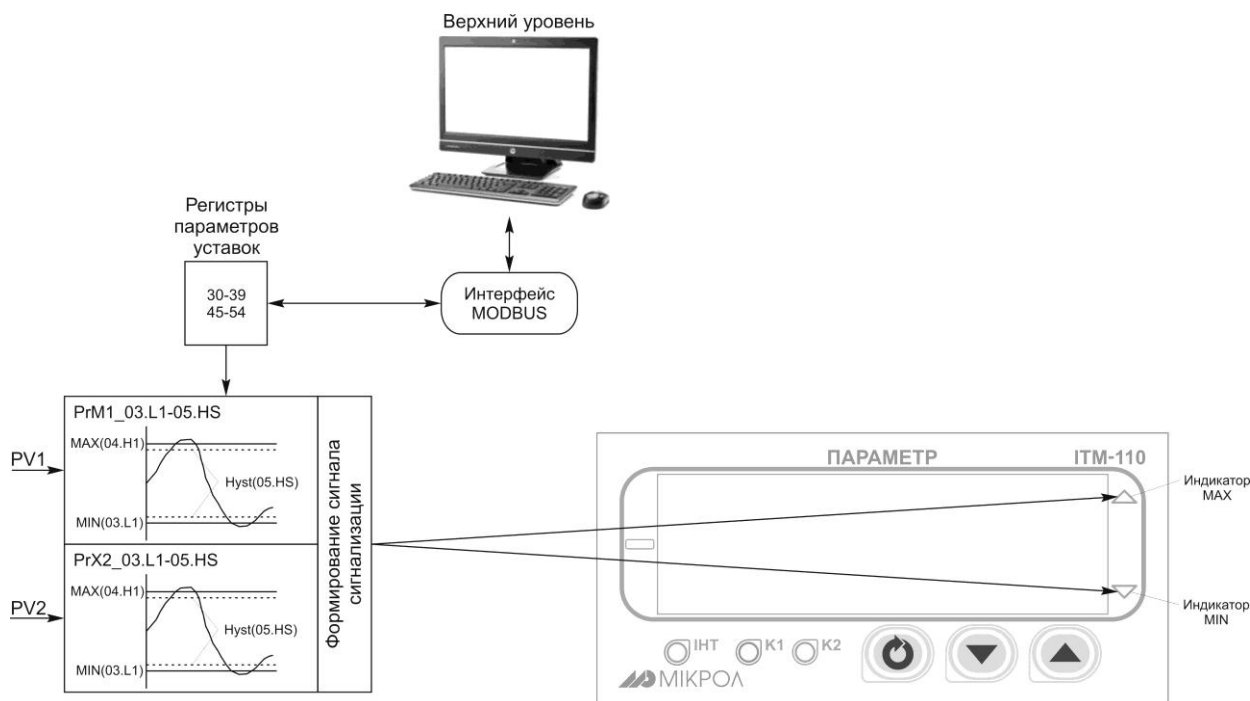 Верхний уровень
Регистры
параметров
уставок
30-39
45-54
Интерфейс
MODBUS
PrM1_03.L1-05.HS
MAX(04.H1)
PV1
Hyst(05.HS)
MIN(03.L1)
PrX2_03.L1-05.HS
MAX(04.H1)
PV2
Hyst(05.HS)
MIN(03.L1)
Формирование сигнала
сигнализации
ПАРАМЕТР
ITM-110
Индикатор
MAX
Индикатор
MIN
ІНТ
K1
K2
МІКРОЛ